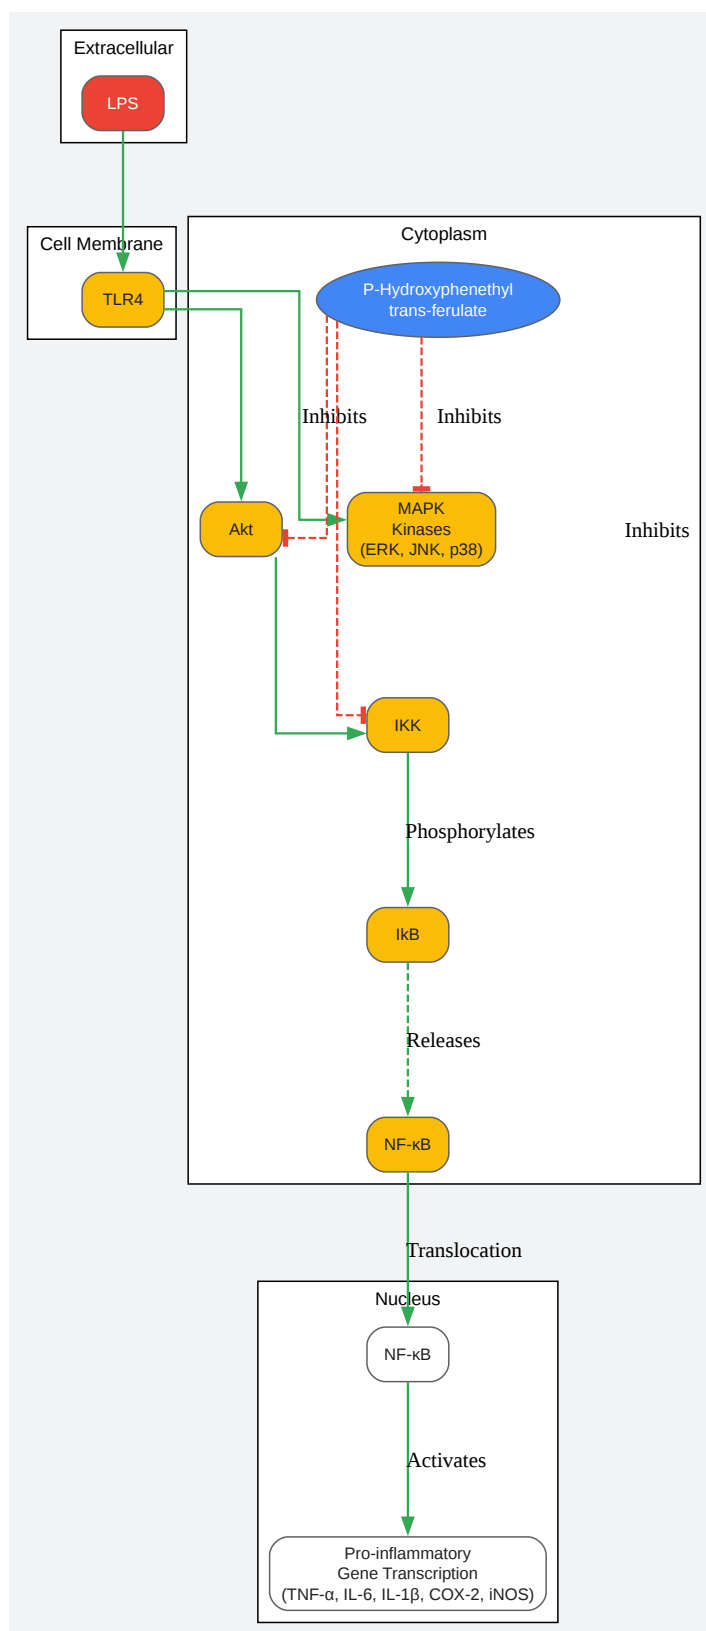 Extracellular
LPS
Cell Membrane
TLR4
Cytoplasm
P-Hydroxyphenethyl
trans-ferulate
Inhibits
Inhibits
Inhibits
Akt
MAPK
Kinases
(ERK, JNK, p38)
IKK
Phosphorylates
IkB
Releases
NF-κB
Translocation
Nucleus
NF-κB
Activates
Pro-inflammatory
Gene Transcription
(TNF-α, IL-6, IL-1β, COX-2, iNOS)